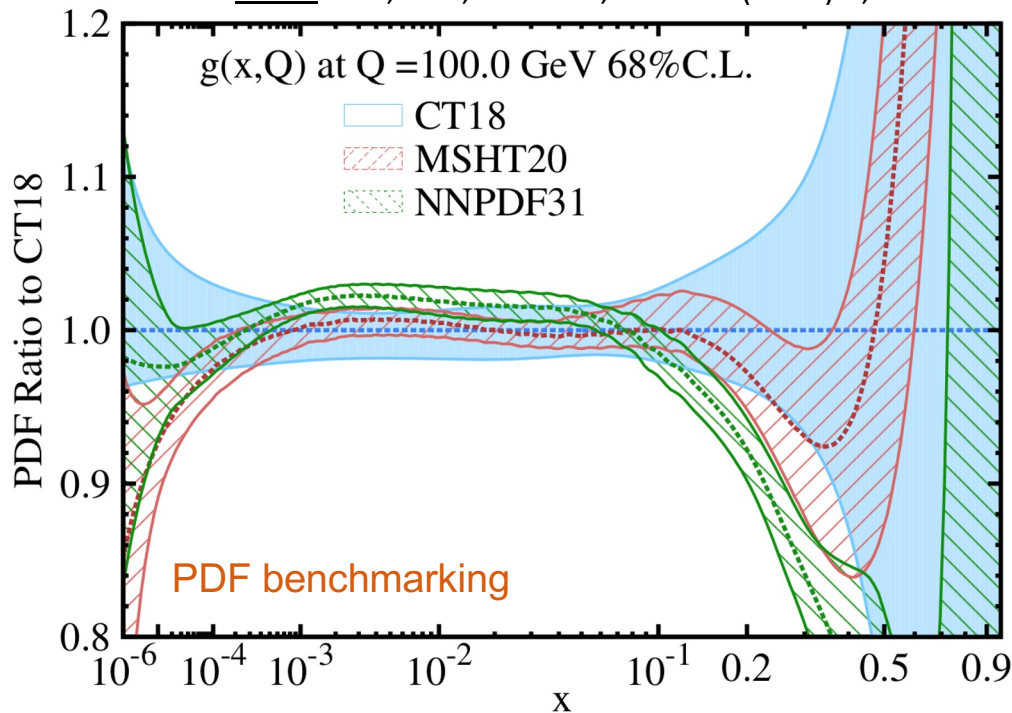 1.2
g(x,Q) at Q =100.0 GeV 68%C.L.
CT18
MSHT20
NNPDF31
1.1
1.0
0.9
0.8
PDF Ratio to CT18
PDF benchmarking
10^-6 10^-4 10^-3 10^-2 10^-1 0.2 0.5 0.9
x